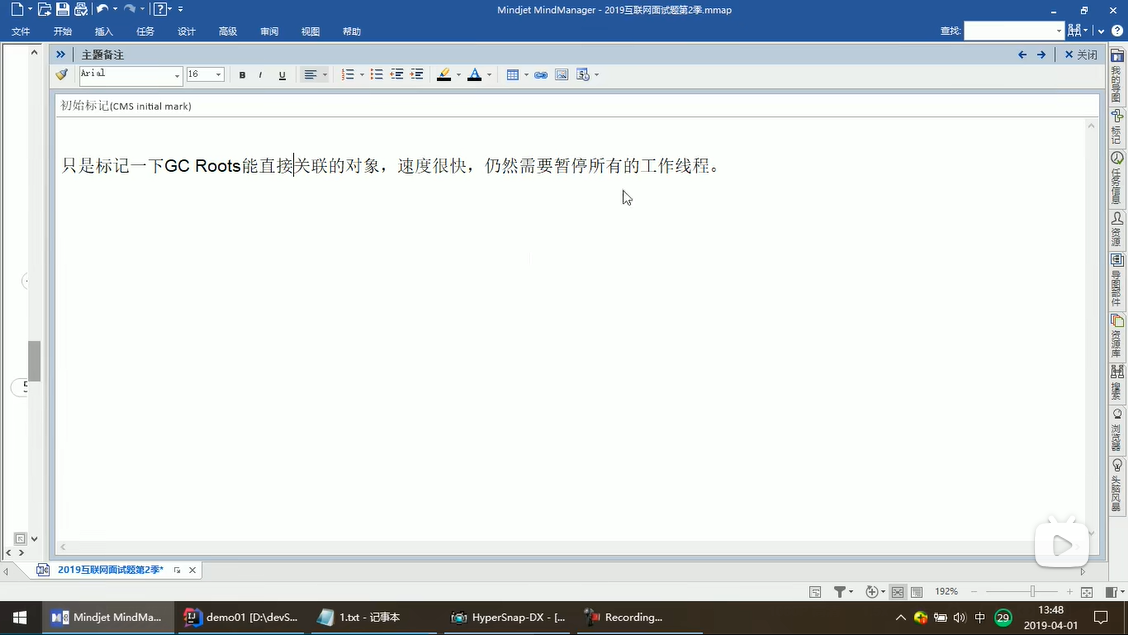 Mindjet MindManager - 2019互联网面试题第2季.mmap
文件 开始 插入 任务 设计 高级 审阅 视图 帮助 查找:
主题备注 关闭
Arial 16 B I U A
初始标记(CMS initial mark)
只是标记一下GC Roots能直接关联的对象，速度很快，仍然需要暂停所有的工作线程。
我的导图
标记
任务信息
资源
导图部件
资源库
搜索
浏览器
头脑风暴
2019互联网面试题第2季*
192%
Mindjet MindMa... demo01 [D:\devS... 1.txt - 记事本 HyperSnap-DX - [... Recording... 中 29 13:48
2019-04-01